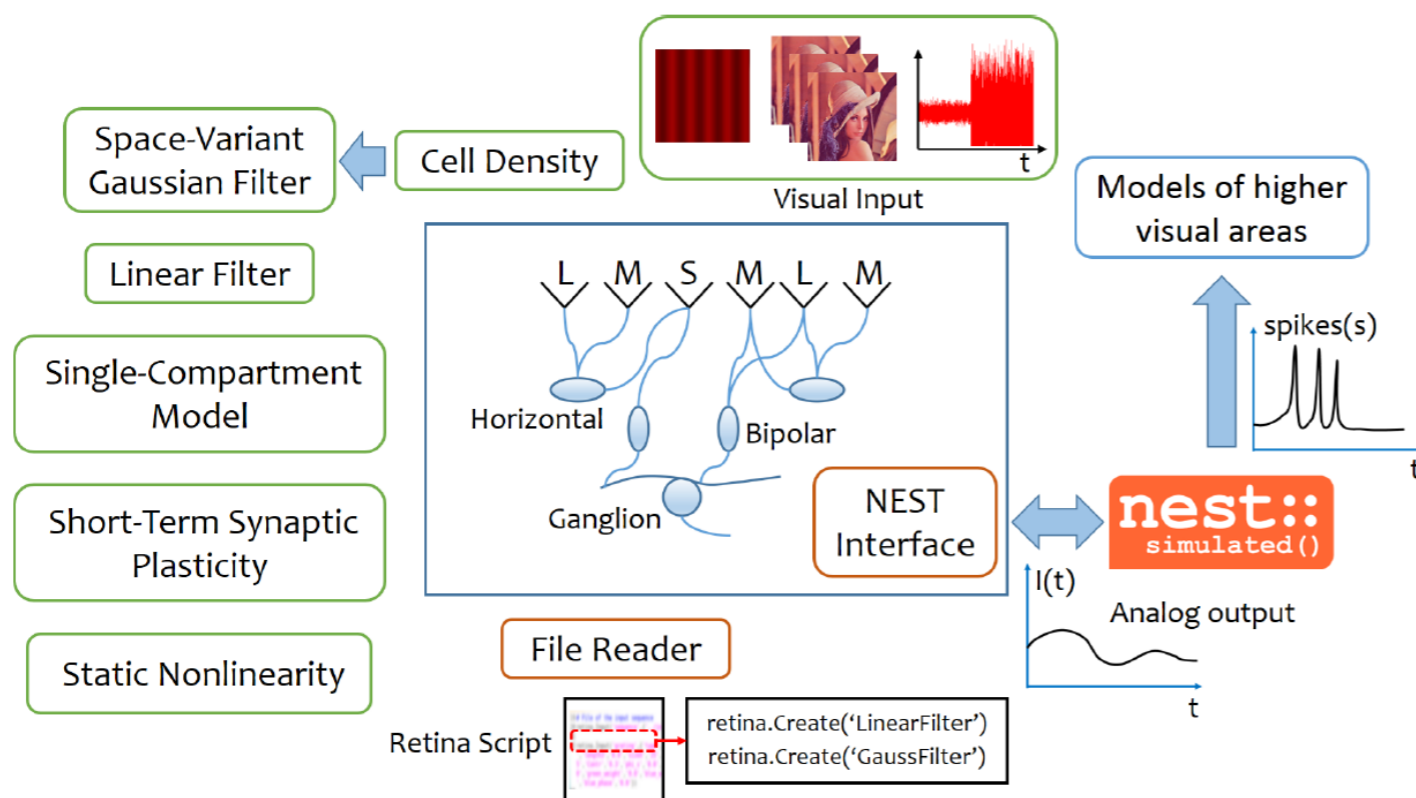 Space-Variant
Gaussian Filter
Cell Density
t
Visual Input
Models of higher
visual areas
Linear Filter
L M S M L M
Single-Compartment
Model
Horizontal
Bipolar
Ganglion
spikes(s)
t
Short-Term Synaptic
Plasticity
NEST
Interface
nest::
simulated()
I(t)
Analog output
t
Static Nonlinearity
File Reader
Retina Script
retina.Create(‘LinearFilter’)
retina.Create(‘GaussFilter’)